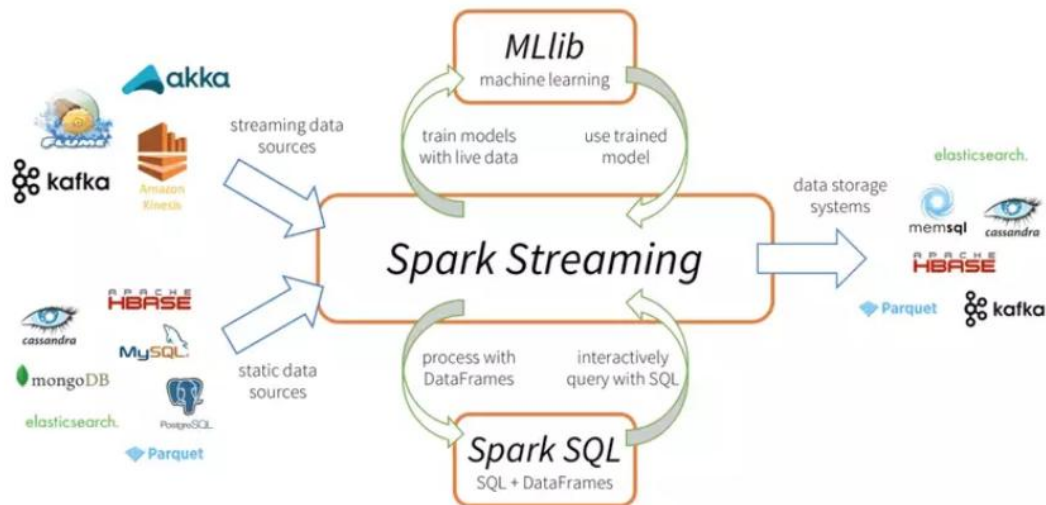 MLlib
machine learning
akka
FLUME
kafka
Amazon
Kinesis
streaming data
sources
train models
with live data
use trained
model
Spark Streaming
data storage
systems
elasticsearch.
memsql
cassandra
APACHE
HBASE
Parquet
kafka
APACHE
HBASE
cassandra
MySQL
mongoDB
PostgreSQL
elasticsearch.
Parquet
static data
sources
process with
DataFrames
interactively
query with SQL
Spark SQL
SQL + DataFrames